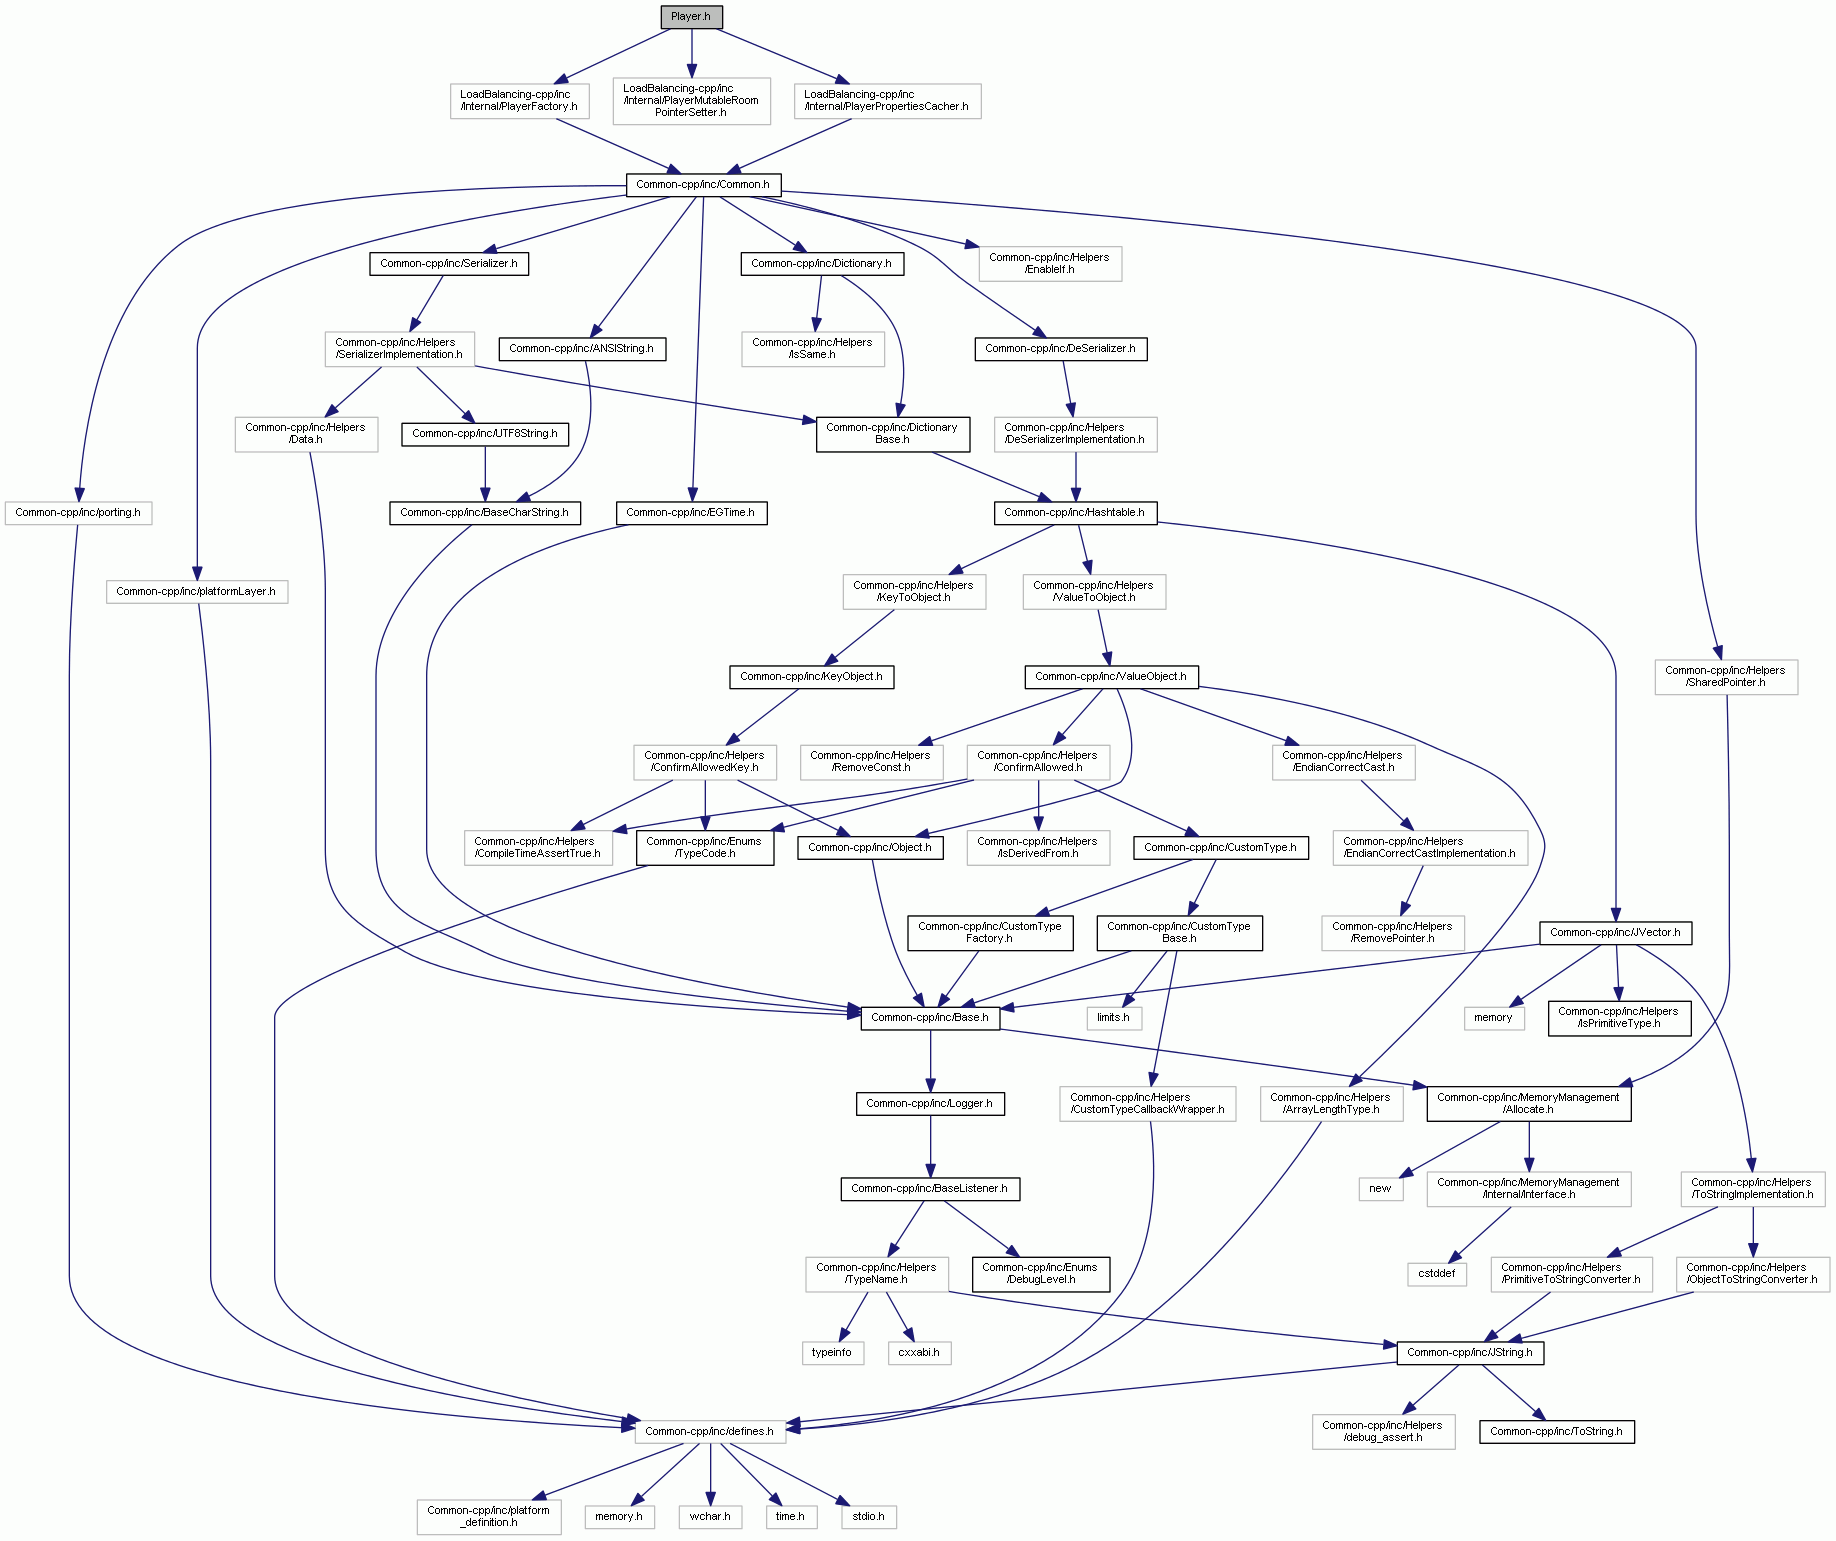 Player.h
LoadBalancing-cpp/inc
/Internal/PlayerFactory.h
LoadBalancing-cpp/inc
/Internal/PlayerMutableRoom
PointerSetter.h
LoadBalancing-cpp/inc
/Internal/PlayerPropertiesCacher.h
Common-cpp/inc/Common.h
Common-cpp/inc/Serializer.h
Common-cpp/inc/Dictionary.h
Common-cpp/inc/Helpers
/EnableIf.h
Common-cpp/inc/Helpers
/SerializerImplementation.h
Common-cpp/inc/ANSIString.h
Common-cpp/inc/Helpers
/IsSame.h
Common-cpp/inc/DeSerializer.h
Common-cpp/inc/Helpers
/Data.h
Common-cpp/inc/UTF8String.h
Common-cpp/inc/Dictionary
Base.h
Common-cpp/inc/Helpers
/DeSerializerImplementation.h
Common-cpp/inc/porting.h
Common-cpp/inc/BaseCharString.h
Common-cpp/inc/EGTime.h
Common-cpp/inc/Hashtable.h
Common-cpp/inc/platformLayer.h
Common-cpp/inc/Helpers
/KeyToObject.h
Common-cpp/inc/Helpers
/ValueToObject.h
Common-cpp/inc/KeyObject.h
Common-cpp/inc/ValueObject.h
Common-cpp/inc/Helpers
/SharedPointer.h
Common-cpp/inc/Helpers
/ConfirmAllowedKey.h
Common-cpp/inc/Helpers
/RemoveConst.h
Common-cpp/inc/Helpers
/ConfirmAllowed.h
Common-cpp/inc/Helpers
/EndianCorrectCast.h
Common-cpp/inc/Helpers
/CompileTimeAssertTrue.h
Common-cpp/inc/Enums
/TypeCode.h
Common-cpp/inc/Object.h
Common-cpp/inc/Helpers
/IsDerivedFrom.h
Common-cpp/inc/CustomType.h
Common-cpp/inc/Helpers
/EndianCorrectCastImplementation.h
Common-cpp/inc/CustomType
Factory.h
Common-cpp/inc/CustomType
Base.h
Common-cpp/inc/Helpers
/RemovePointer.h
Common-cpp/inc/JVector.h
Common-cpp/inc/Base.h
limits.h
memory
Common-cpp/inc/Helpers
/IsPrimitiveType.h
Common-cpp/inc/Logger.h
Common-cpp/inc/Helpers
/CustomTypeCallbackWrapper.h
Common-cpp/inc/Helpers
/ArrayLengthType.h
Common-cpp/inc/MemoryManagement
/Allocate.h
Common-cpp/inc/BaseListener.h
new
Common-cpp/inc/MemoryManagement
/Internal/Interface.h
Common-cpp/inc/Helpers
/ToStringImplementation.h
Common-cpp/inc/Helpers
/TypeName.h
Common-cpp/inc/Enums
/DebugLevel.h
cstddef
Common-cpp/inc/Helpers
/PrimitiveToStringConverter.h
Common-cpp/inc/Helpers
/ObjectToStringConverter.h
typeinfo
cxxabi.h
Common-cpp/inc/JString.h
Common-cpp/inc/defines.h
Common-cpp/inc/Helpers
/debug_assert.h
Common-cpp/inc/ToString.h
Common-cpp/inc/platform
_definition.h
memory.h
wchar.h
time.h
stdio.h